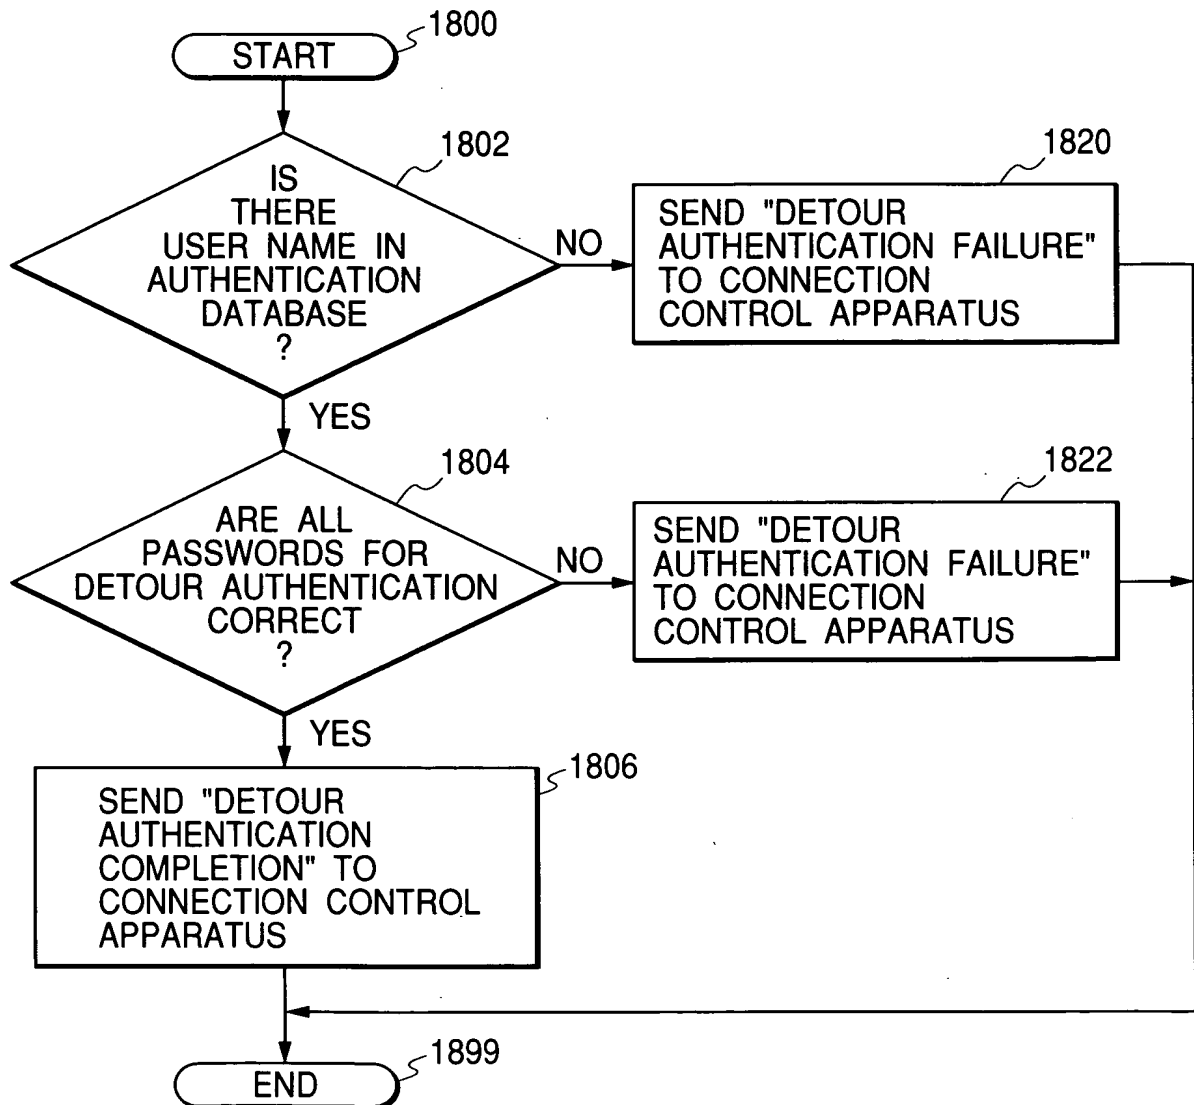 1800
START
1802
IS
THERE
USER NAME IN
AUTHENTICATION
DATABASE
?
NO
1820
SEND "DETOUR
AUTHENTICATION FAILURE"
TO CONNECTION
CONTROL APPARATUS
YES
1804
ARE ALL
PASSWORDS FOR
DETOUR AUTHENTICATION
CORRECT
?
NO
1822
SEND "DETOUR
AUTHENTICATION FAILURE"
TO CONNECTION
CONTROL APPARATUS
YES
1806
SEND "DETOUR
AUTHENTICATION
COMPLETION" TO
CONNECTION CONTROL
APPARATUS
1899
END